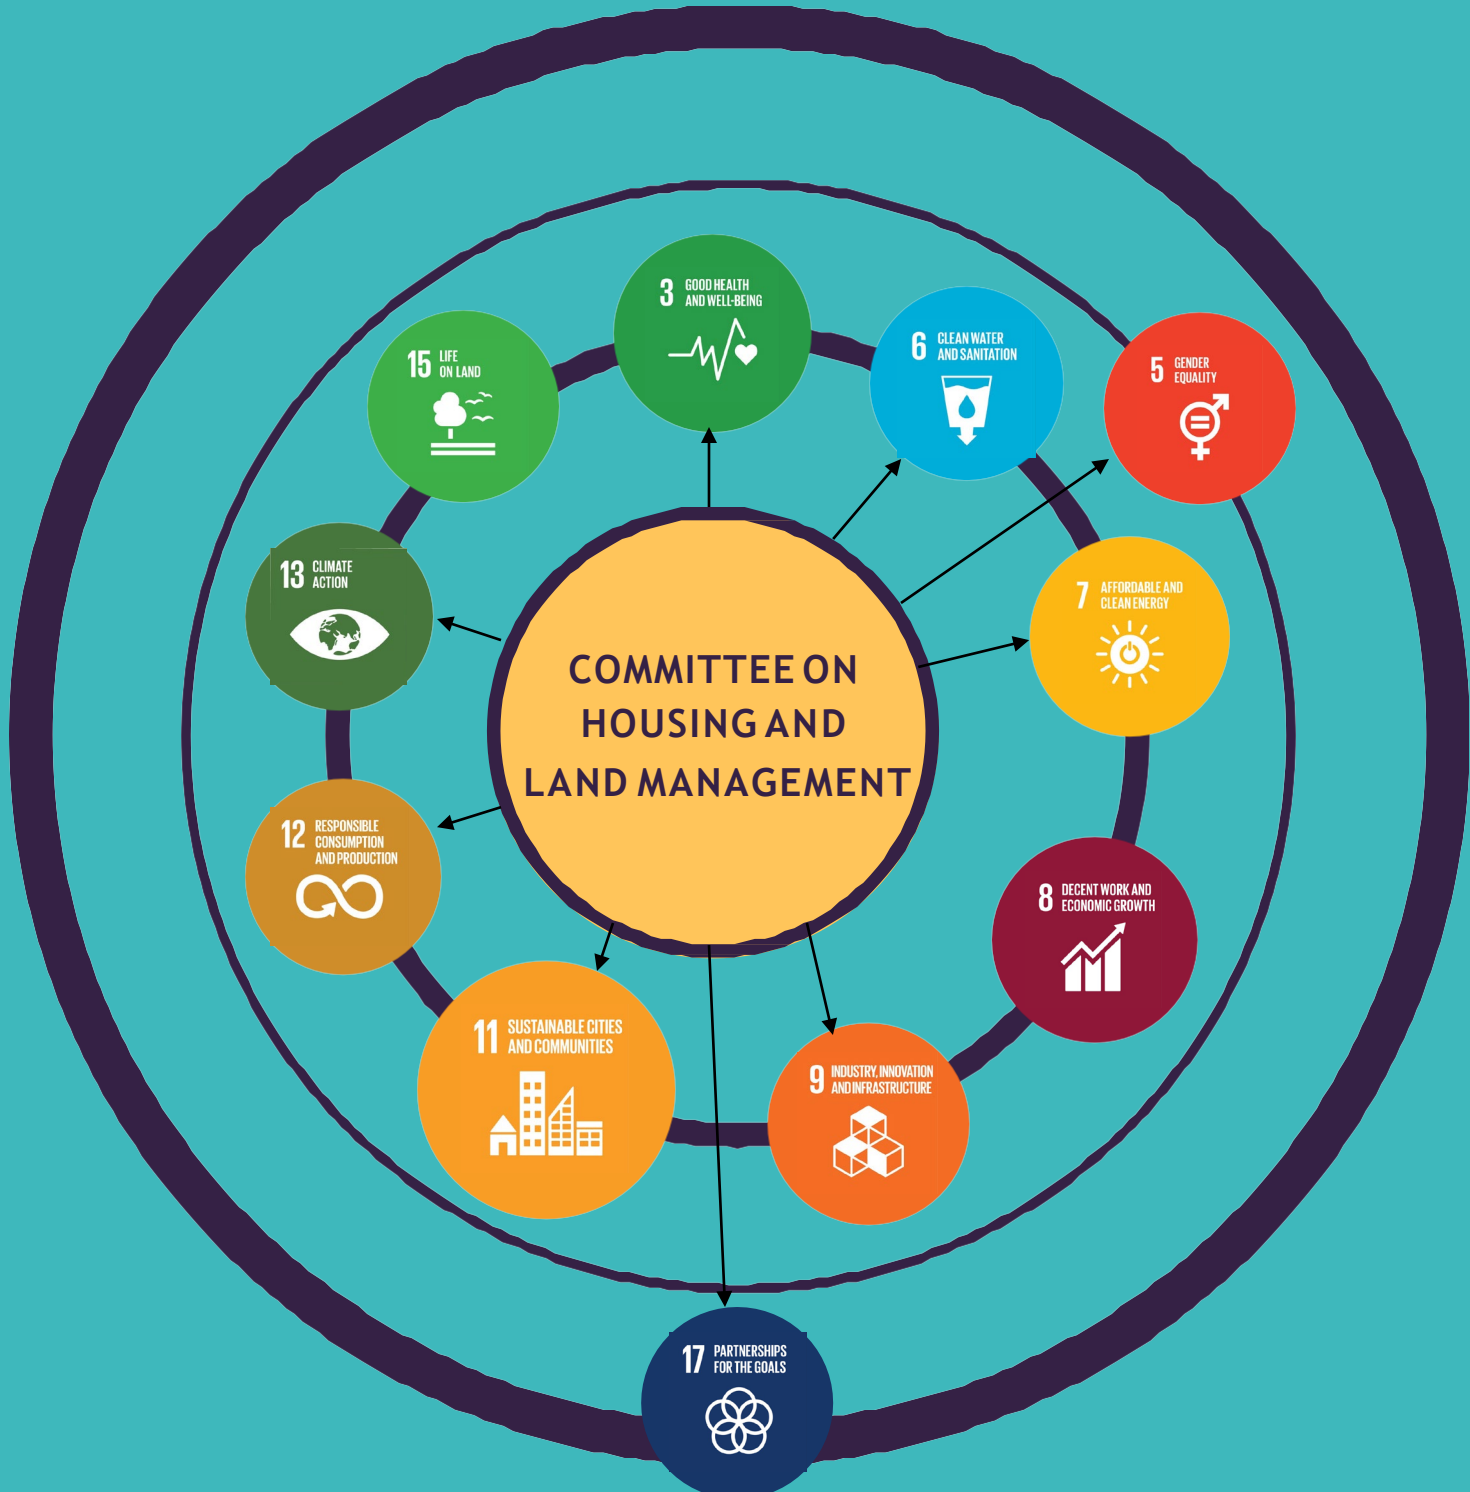 3 GOOD HEALTH
AND WELL-BEING
6 CLEAN WATER
AND SANITATION
15 LIFE
ON LAND
5 GENDER
EQUALITY
13 CLIMATE
ACTION
7 AFFORDABLE AND
CLEAN ENERGY
COMMITTEE ON
HOUSING AND
LAND MANAGEMENT
12 RESPONSIBLE
CONSUMPTION
AND PRODUCTION
8 DECENT WORK AND
ECONOMIC GROWTH
11 SUSTAINABLE CITIES
AND COMMUNITIES
9 INDUSTRY, INNOVATION
AND INFRASTRUCTURE
17 PARTNERSHIPS
FOR THE GOALS